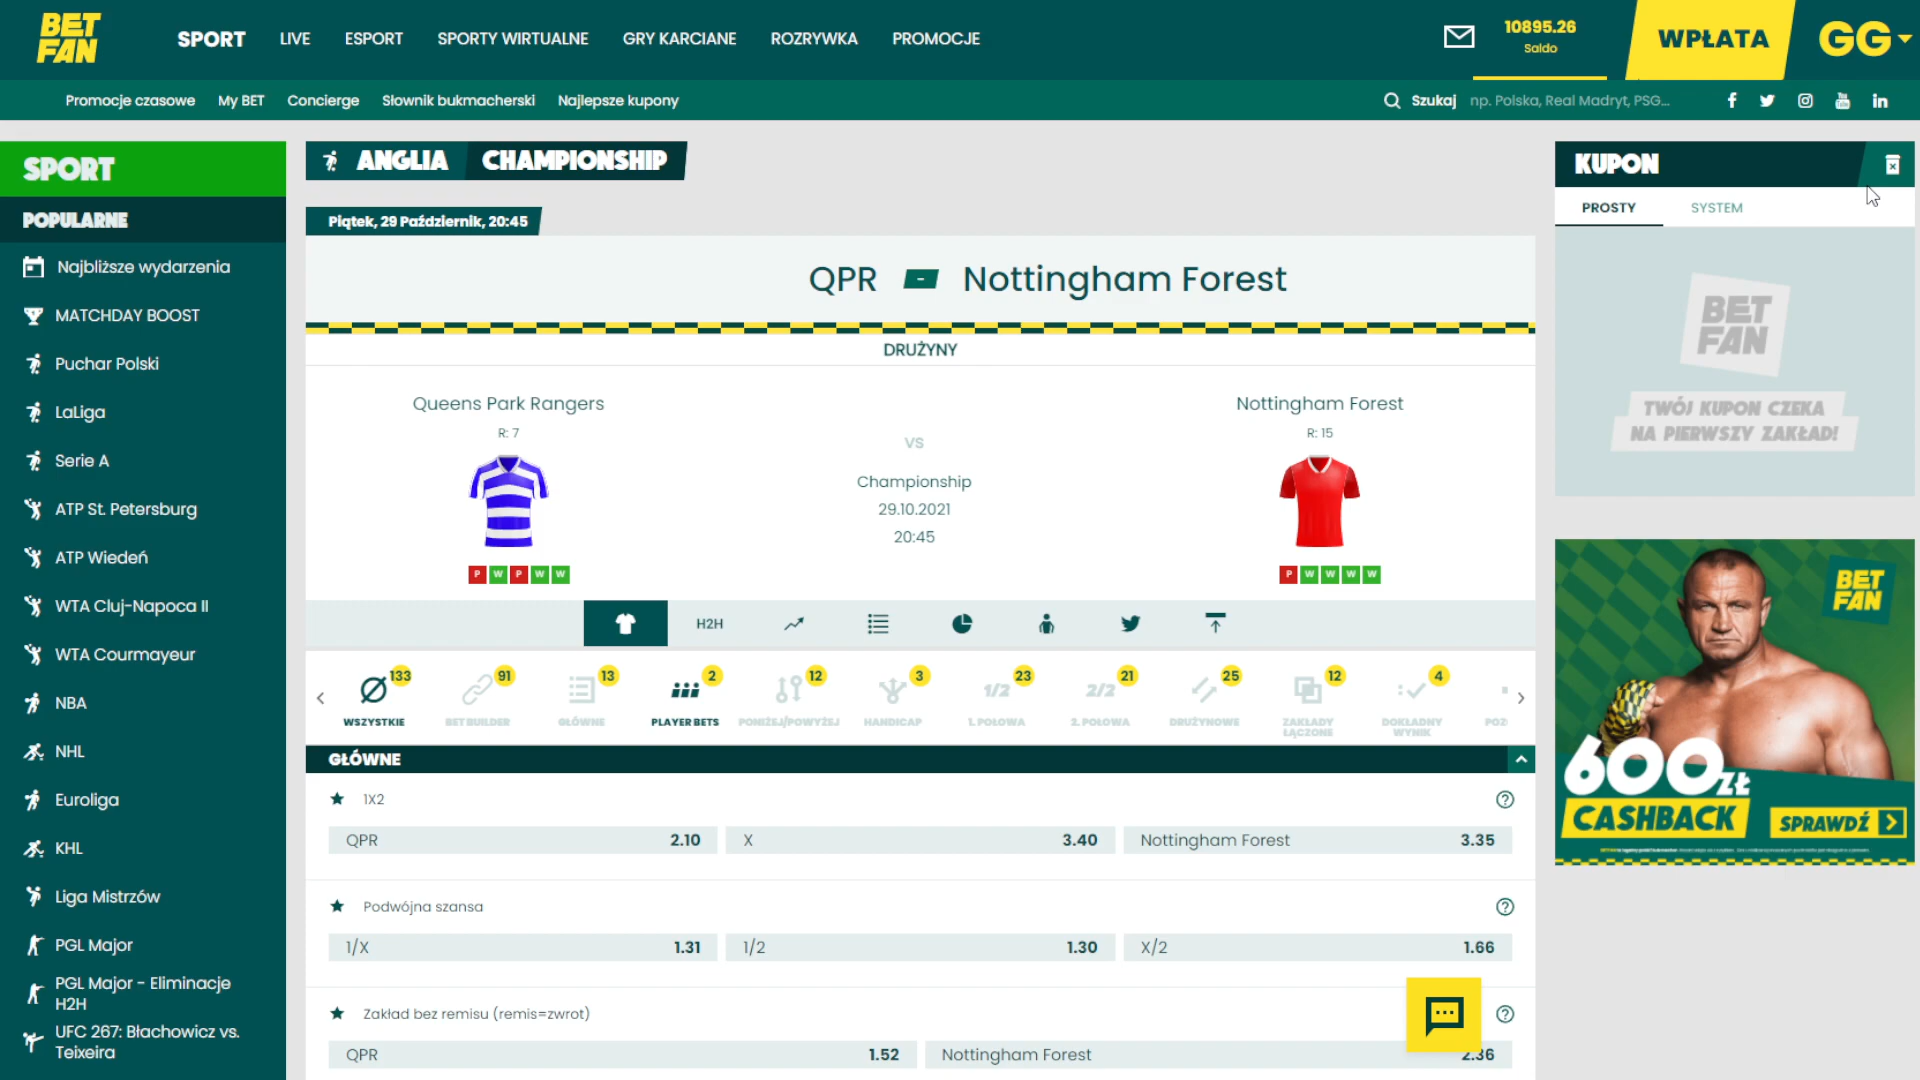 BET FAN
SPORT LIVE ESPORT SPORTY WIRTUALNE GRY KARCIANE ROZRYWKA PROMOCJE
10895.26
Saldo
WPŁATA
GG
Promocje czasowe My BET Concierge Słownik bukmacherski Najlepsze kupony
Szukaj np. Polska, Real Madryt, PSG...
SPORT
POPULARNE
Najbliższe wydarzenia
MATCHDAY BOOST
Puchar Polski
LaLiga
Serie A
ATP St. Petersburg
ATP Wiedeń
WTA Cluj-Napoca II
WTA Courmayeur
NBA
NHL
Euroliga
KHL
Liga Mistrzów
PGL Major
PGL Major - Eliminacje
H2H
UFC 267: Błachowicz vs.
Teixeira
ANGLIA CHAMPIONSHIP
Piątek, 29 Październik, 20:45
QPR - Nottingham Forest
DRUŻYNY
Queens Park Rangers
R: 7
P W P W W
VS
Championship
29.10.2021
20:45
Nottingham Forest
R: 15
P W W W W
H2H
133 91 13 2 12 3 23 21 25 12 4
1/2 2/2
WSZYSTKIE BET BUILDER GŁÓWNE PLAYER BETS PONIŻEJ/POWYŻEJ HANDICAP 1. POŁOWA 2. POŁOWA DRUŻYNOWE ZAKŁADY ŁĄCZONE DOKŁADNY WYNIK POZ
GŁÓWNE
1X2
QPR 2.10 X 3.40 Nottingham Forest 3.35
Podwójna szansa
1/X 1.31 1/2 1.30 X/2 1.66
Zakład bez remisu (remis=zwrot)
QPR 1.52 Nottingham Forest 2.36
KUPON
PROSTY SYSTEM
BET FAN
TWÓJ KUPON CZEKA
NA PIERWSZY ZAKŁAD!
BET FAN
600 ZŁ
CASHBACK
SPRAWDŹ